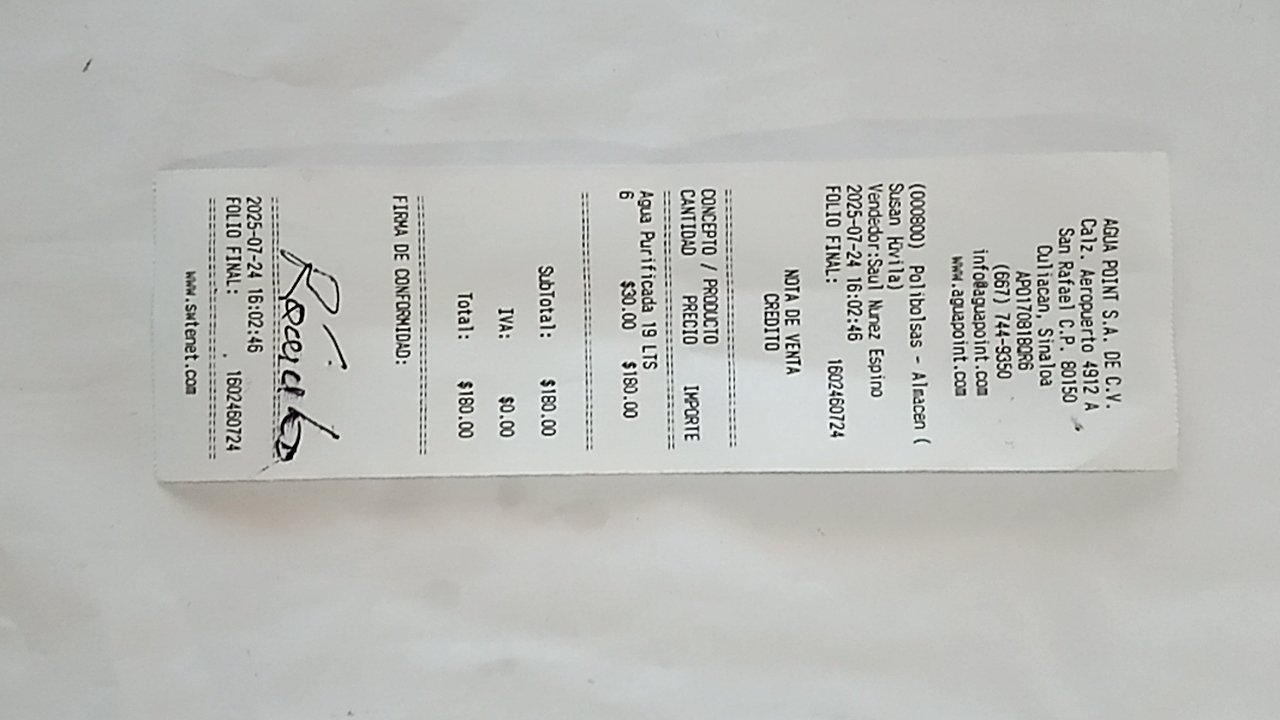 AGUA POINT S.A. DE C.V.
Calz. Aeropuerto 4912 A
San Rafael C.P. 80150
Culiacan, Sinaloa
APO170818QR6
(667) 744-9350
info@aguapoint.com
www.aguapoint.com
(000800) Polibolsas - Almacen (
Susan
Vendedor:Saul Nunez Espino
2025-07-24 16:02:46
FOLIO FINAL: 1602460724
NOTA DE VENTA
CREDITO
CONCEPTO / PRODUCTO
CANTIDAD PRECIO IMPORTE
Agua Purificada 19 LTS
6 $30.00 $180.00
SubTotal: $180.00
IVA: $0.00
Total: $180.00
FIRMA DE CONFORMIDAD:
2025-07-24 16:02:46
FOLIO FINAL: . 1602460724
www.swtenet.com